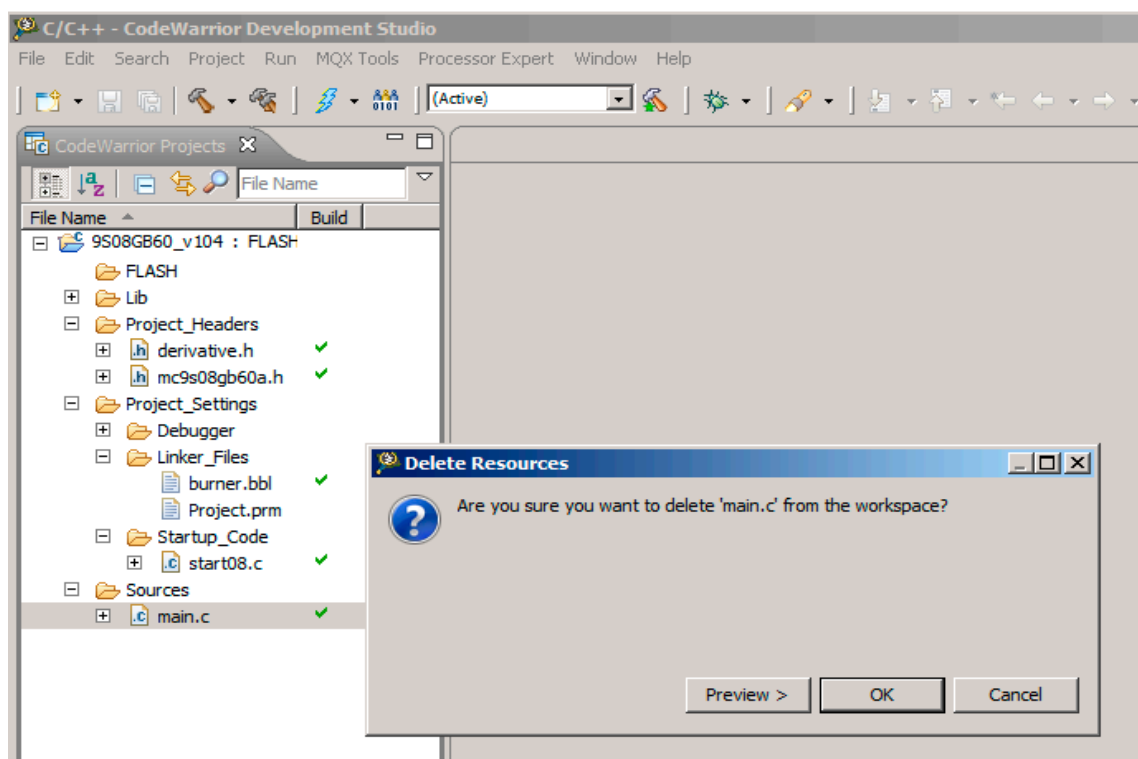 C/C++ - CodeWarrior Development Studio
File Edit Search Project Run MQX Tools Processor Expert Window Help
(Active)
CodeWarrior Projects
File Name
File Name Build
9S08GB60_v104 : FLASH
FLASH
Lib
Project_Headers
derivative.h
mc9s08gb60a.h
Project_Settings
Debugger
Linker_Files
burner.bbl
Project.prm
Startup_Code
start08.c
Sources
main.c
Delete Resources
Are you sure you want to delete 'main.c' from the workspace?
Preview > OK Cancel